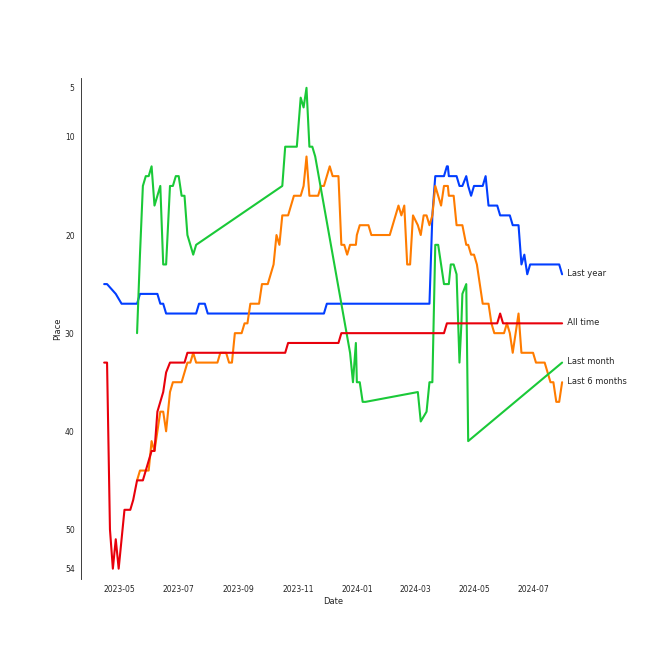 5
10
20
30
40
50
54
Place
2023-05
2023-07
2023-09
2023-11
2024-01
2024-03
2024-05
2024-07
Date
Last year
All time
Last month
Last 6 months